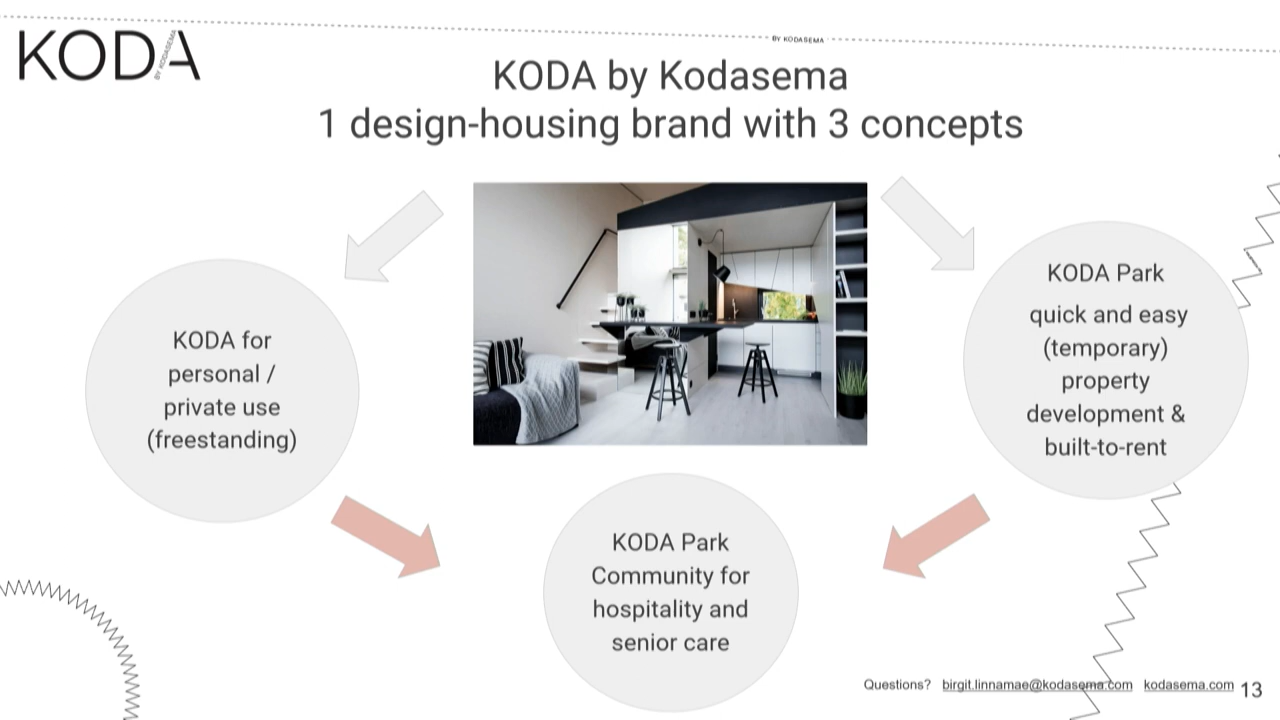 KODA
BY KODASEMA
BY KODASEMA
KODA by Kodasema
1 design-housing brand with 3 concepts
KODA for
personal /
private use
(freestanding)
KODA Park
quick and easy
(temporary)
property
development &
built-to-rent
KODA Park
Community for
hospitality and
senior care
Questions? birgit.linnamae@kodasema.com kodasema.com 13